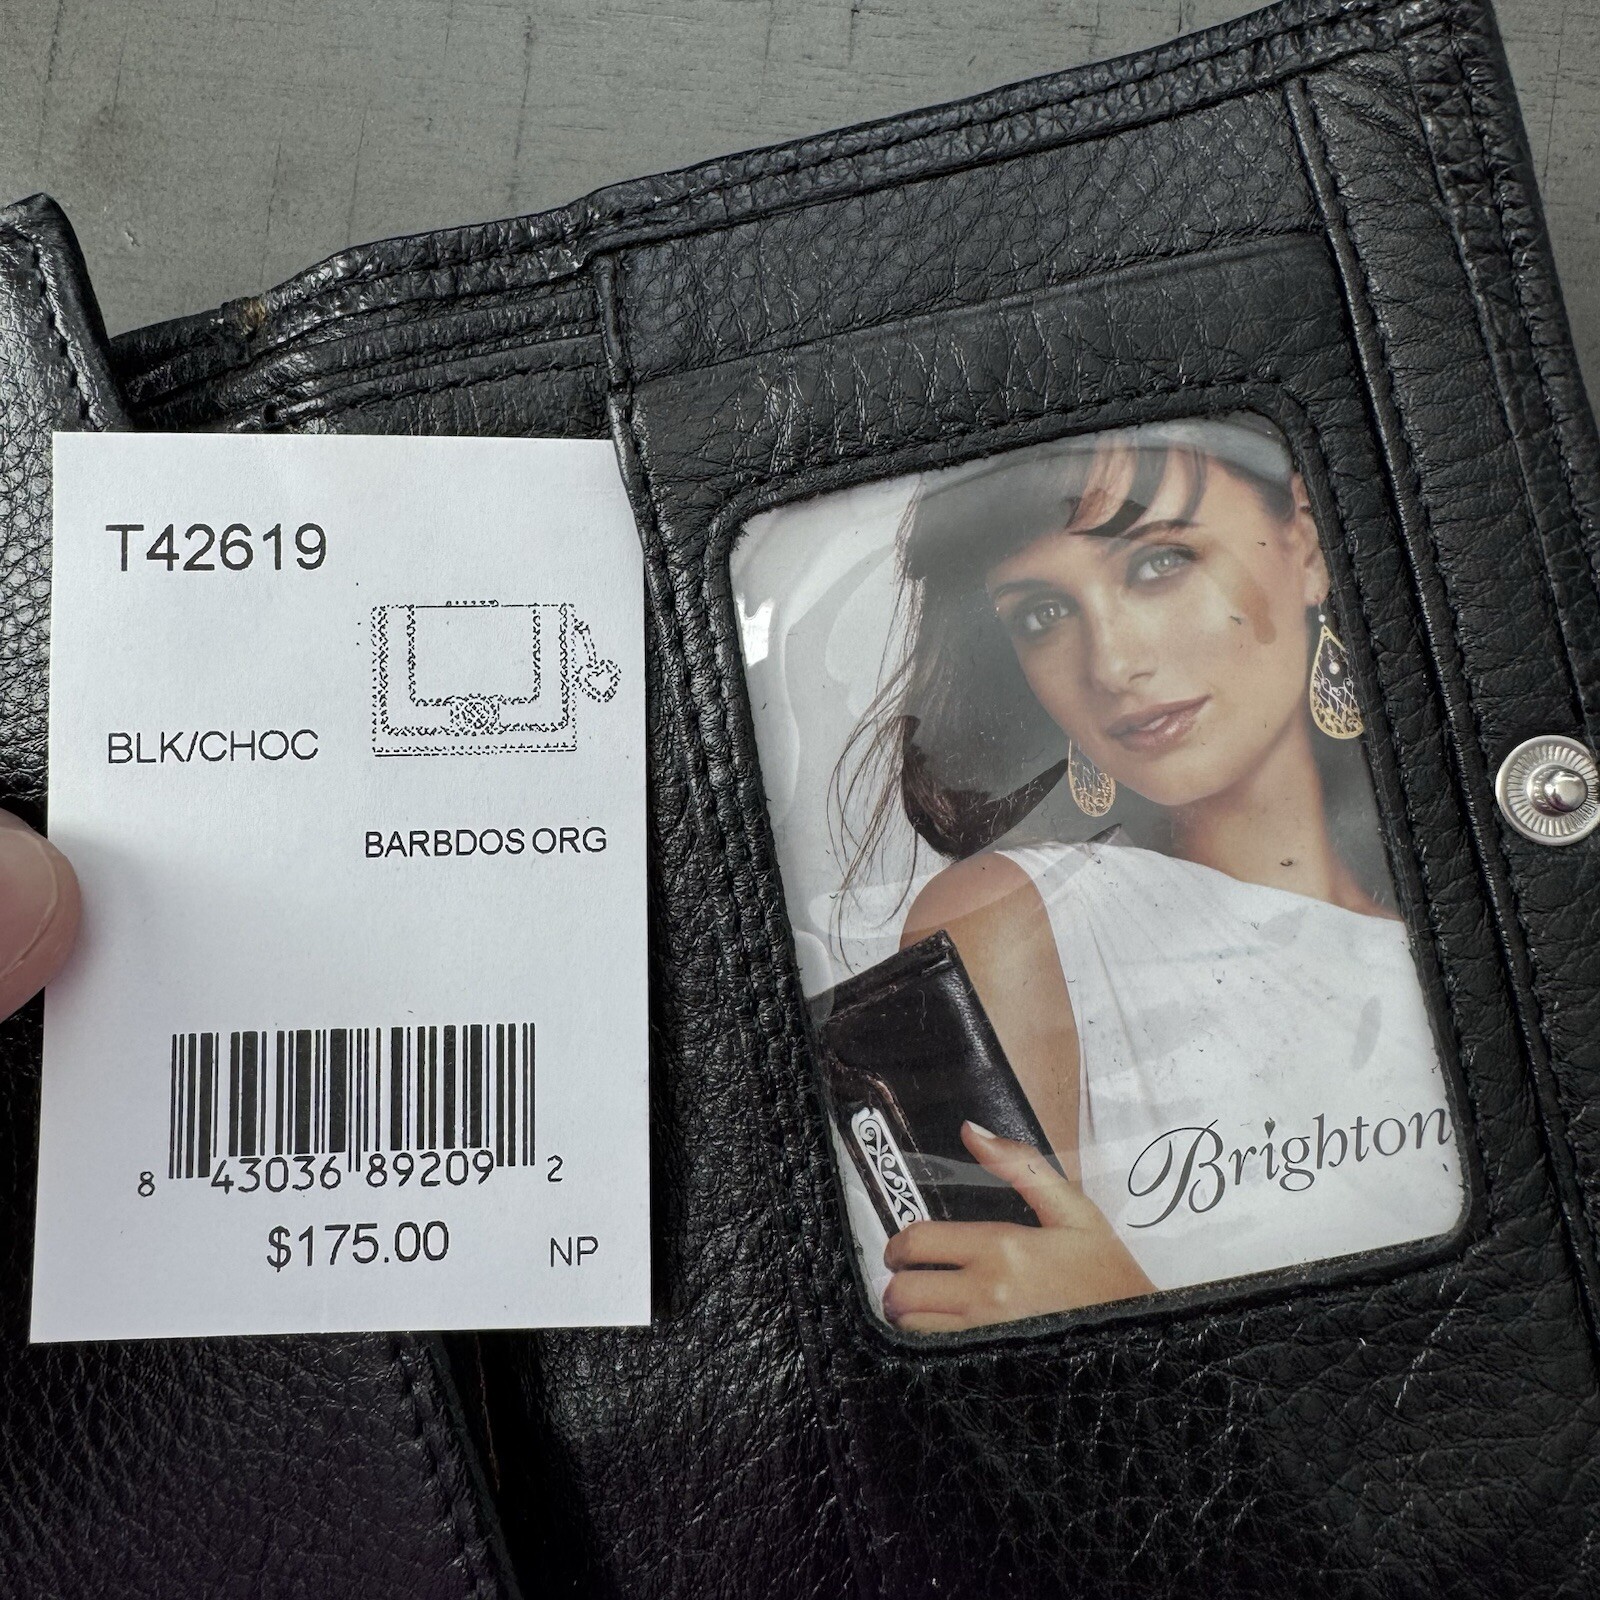 T42619
BLK/CHOC
BARBDOS ORG
8 43036 89209 2
$175.00 NP
Brighton